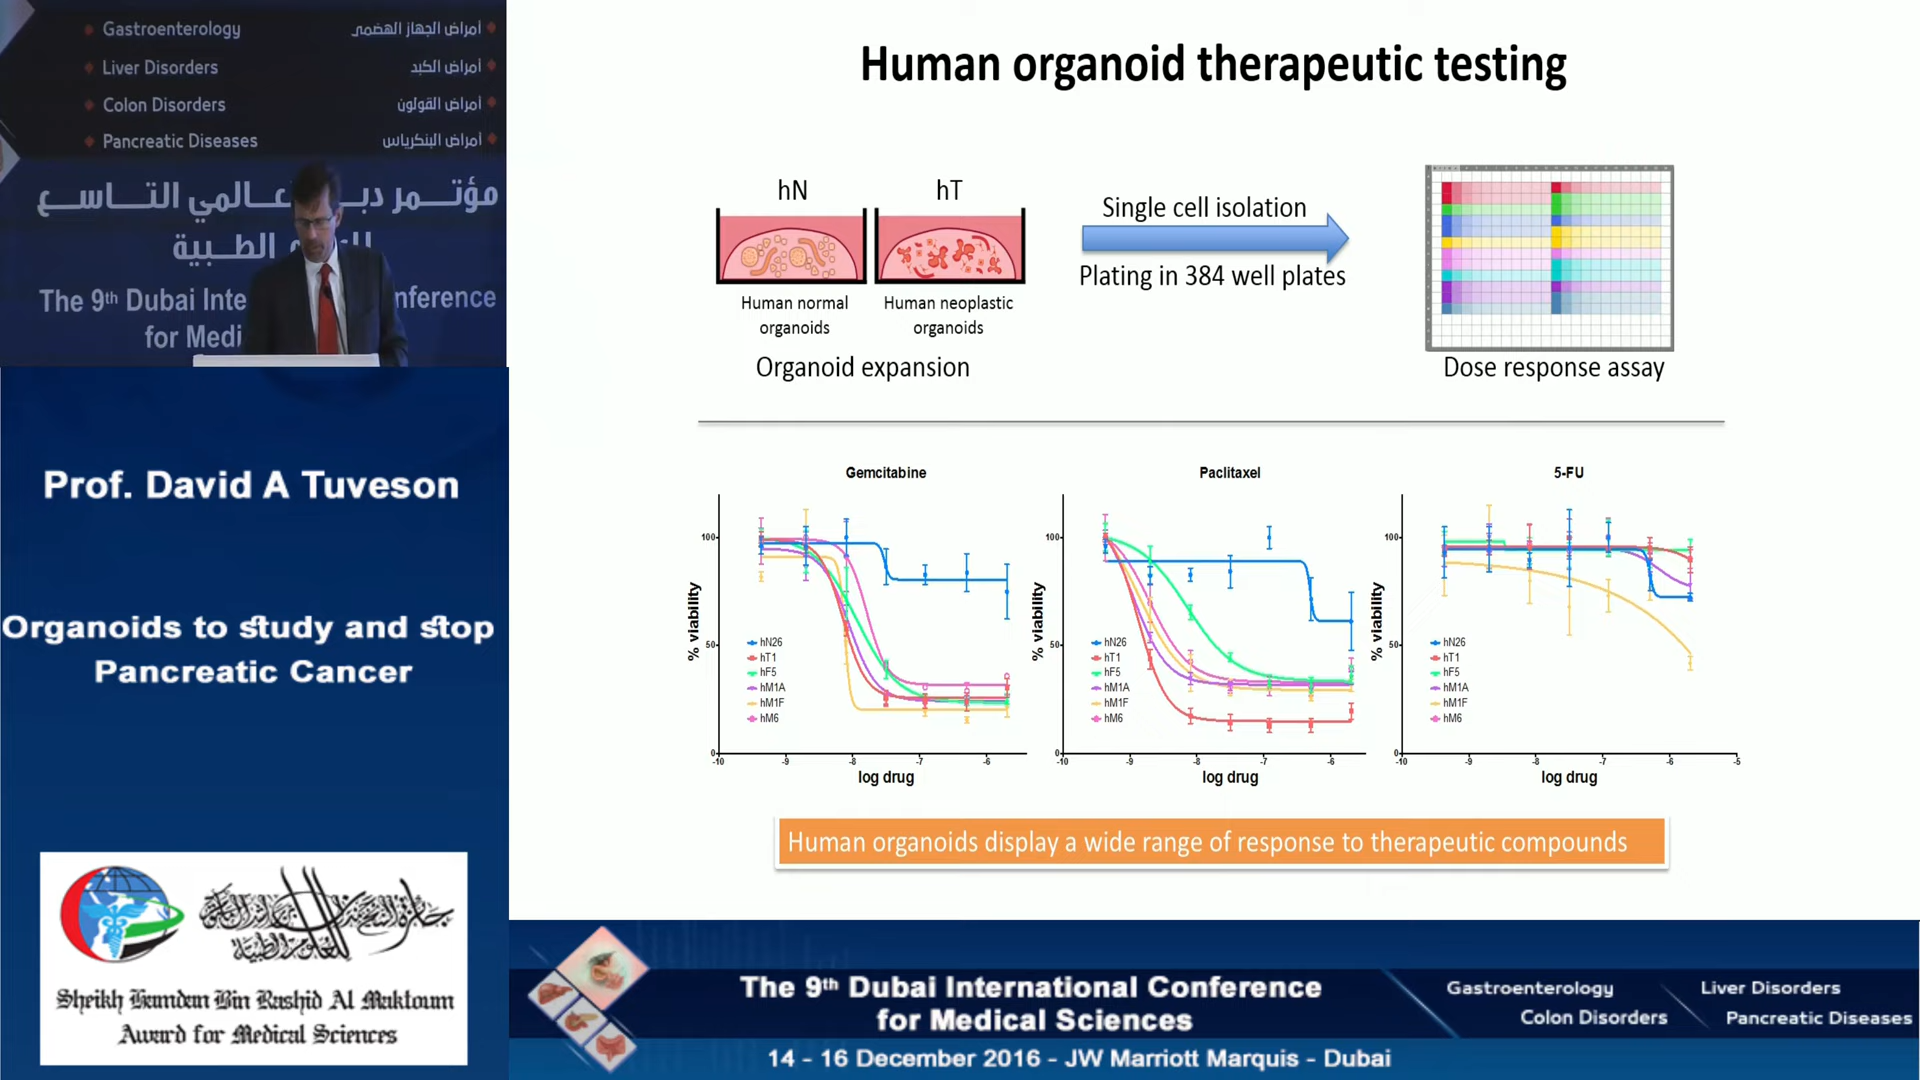 Gastroenterology
أمراض الجهاز الهضمي
Liver Disorders
أمراض الكبد
Colon Disorders
أمراض القولون
Pancreatic Diseases
أمراض البنكرياس
مؤتمر دبي العالمي التاسع
الطبية
The 9th Dubai Inte nference
for Medi
Prof. David A Tuveson
Organoids to study and stop
Pancreatic Cancer
Sheikh Hamdan Bin Rashid Al Maktoum
Award for Medical Sciences
Human organoid therapeutic testing
hN
hT
Human normal
organoids
Human neoplastic
organoids
Organoid expansion
Single cell isolation
Plating in 384 well plates
Dose response assay
Gemcitabine
% viability
100
50
0
hN26
hT1
hF5
hM1A
hM1F
hM6
-10 -9 -8 -7 -6
log drug
Paclitaxel
% viability
100
50
0
hN26
hT1
hF5
hM1A
hM1F
hM6
-10 -9 -8 -7 -6
log drug
5-FU
% viability
100
50
0
hN26
hT1
hF5
hM1A
hM1F
hM6
-10 -9 -8 -7 -6 -5
log drug
Human organoids display a wide range of response to therapeutic compounds
The 9th Dubai International Conference
for Medical Sciences
14 - 16 December 2016 - JW Marriott Marquis - Dubai
Gastroenterology
Liver Disorders
Colon Disorders
Pancreatic Diseases